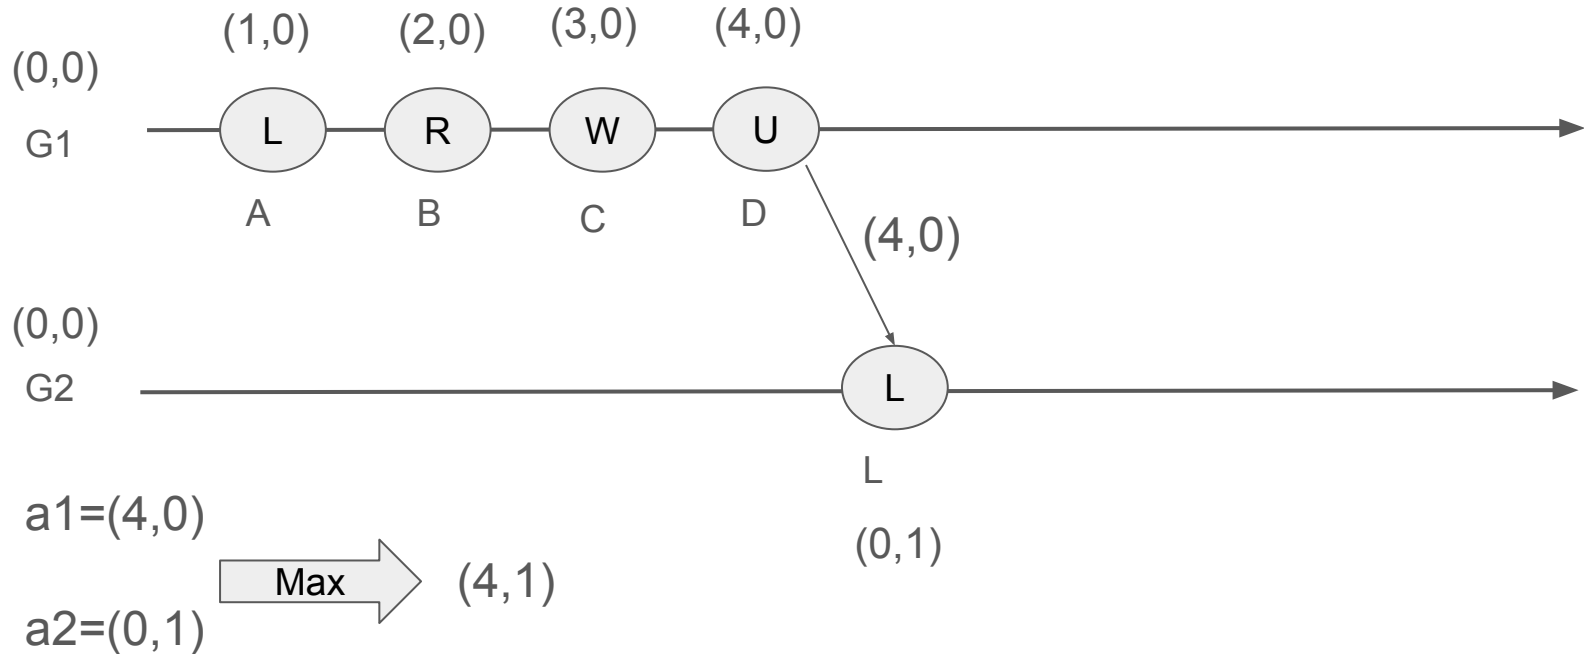 (1,0) (2,0) (3,0) (4,0)
(0,0)
G1 L R W U
A B C D
(4,0)
(0,0)
G2 L
L
a1=(4,0)
(0,1)
Max (4,1)
a2=(0,1)